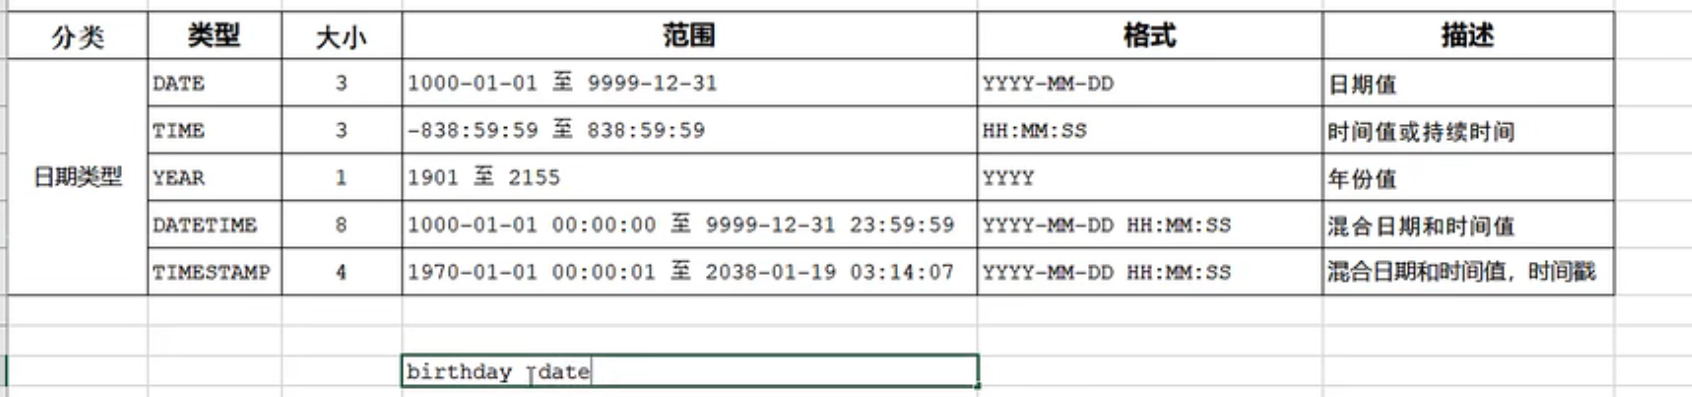 分类 类型 大小 范围 格式 描述
DATE 3 1000-01-01 至 9999-12-31 YYYY-MM-DD 日期值
TIME 3 -838:59:59 至 838:59:59 HH:MM:SS 时间值或持续时间
日期类型 YEAR 1 1901 至 2155 YYYY 年份值
DATETIME 8 1000-01-01 00:00:00 至 9999-12-31 23:59:59 YYYY-MM-DD HH:MM:SS 混合日期和时间值
TIMESTAMP 4 1970-01-01 00:00:01 至 2038-01-19 03:14:07 YYYY-MM-DD HH:MM:SS 混合日期和时间值，时间戳
birthday date